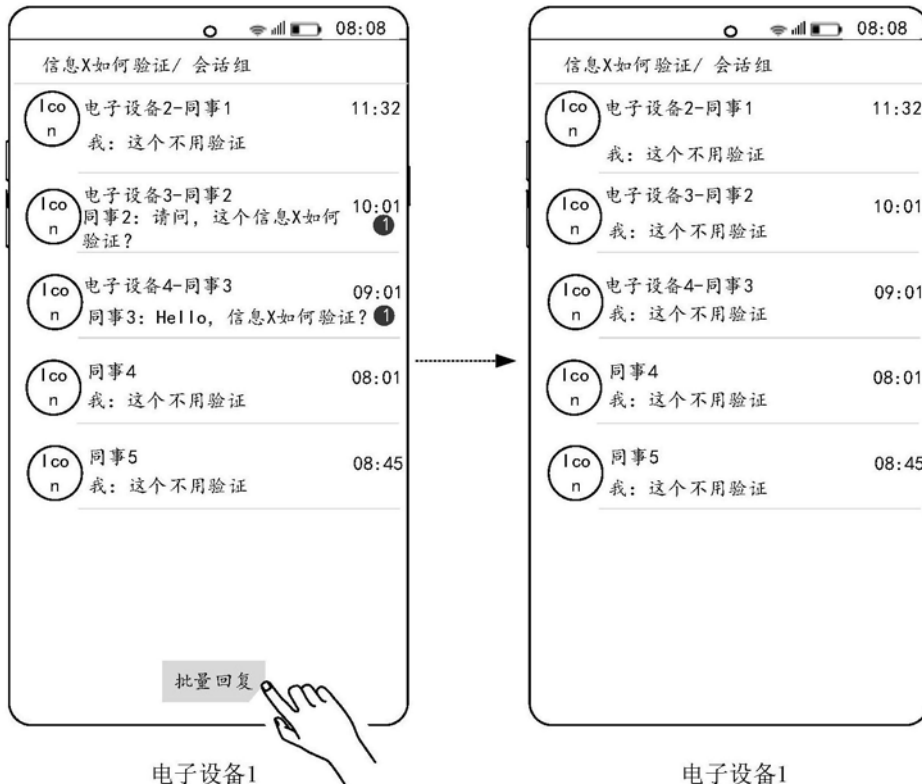 08:08
信息X如何验证/ 会话组
Icon
电子设备2-同事1
11:32
我: 这个不用验证
Icon
电子设备3-同事2
10:01
同事2: 请问, 这个信息X如何
验证?
1
Icon
电子设备4-同事3
09:01
同事3: Hello, 信息X如何验证?
1
Icon
同事4
08:01
我: 这个不用验证
Icon
同事5
08:45
我: 这个不用验证
批量回复
电子设备1
08:08
信息X如何验证/ 会话组
Icon
电子设备2-同事1
11:32
我: 这个不用验证
Icon
电子设备3-同事2
10:01
我: 这个不用验证
Icon
电子设备4-同事3
09:01
我: 这个不用验证
Icon
同事4
08:01
我: 这个不用验证
Icon
同事5
08:45
我: 这个不用验证
电子设备1